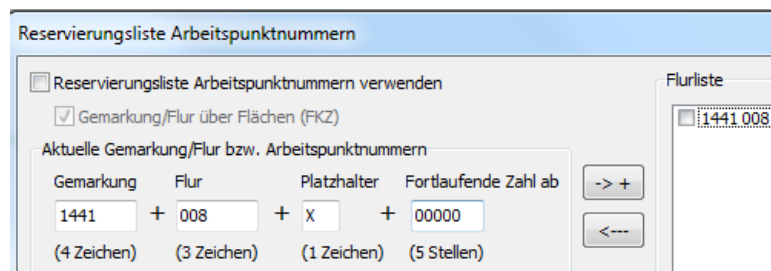 Reservierungsliste Arbeitspunktnummern
Reservierungsliste Arbeitspunktnummern verwenden
Gemarkung/Flur über Flächen (FKZ)
Aktuelle Gemarkung/Flur bzw. Arbeitspunktnummern
Gemarkung Flur Platzhalter Fortlaufende Zahl ab
1441 + 008 + X + 00000
(4 Zeichen) (3 Zeichen) (1 Zeichen) (5 Stellen)
-> +
<---
Flurliste
1441 008